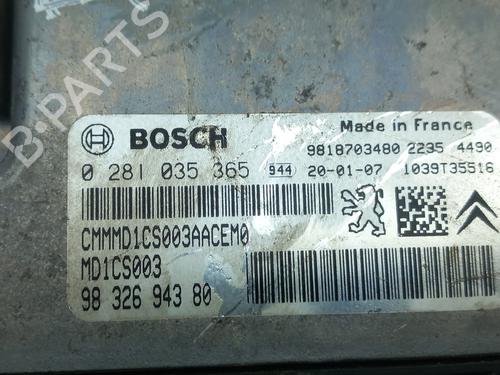 BOSCH
Made in France
0 281 035 365 944
9818703480 2235 4490
20-01-07 1039T35516
CMMMD1CS003AACEM0
MD1CS003
98 326 943 80
B-PARTS